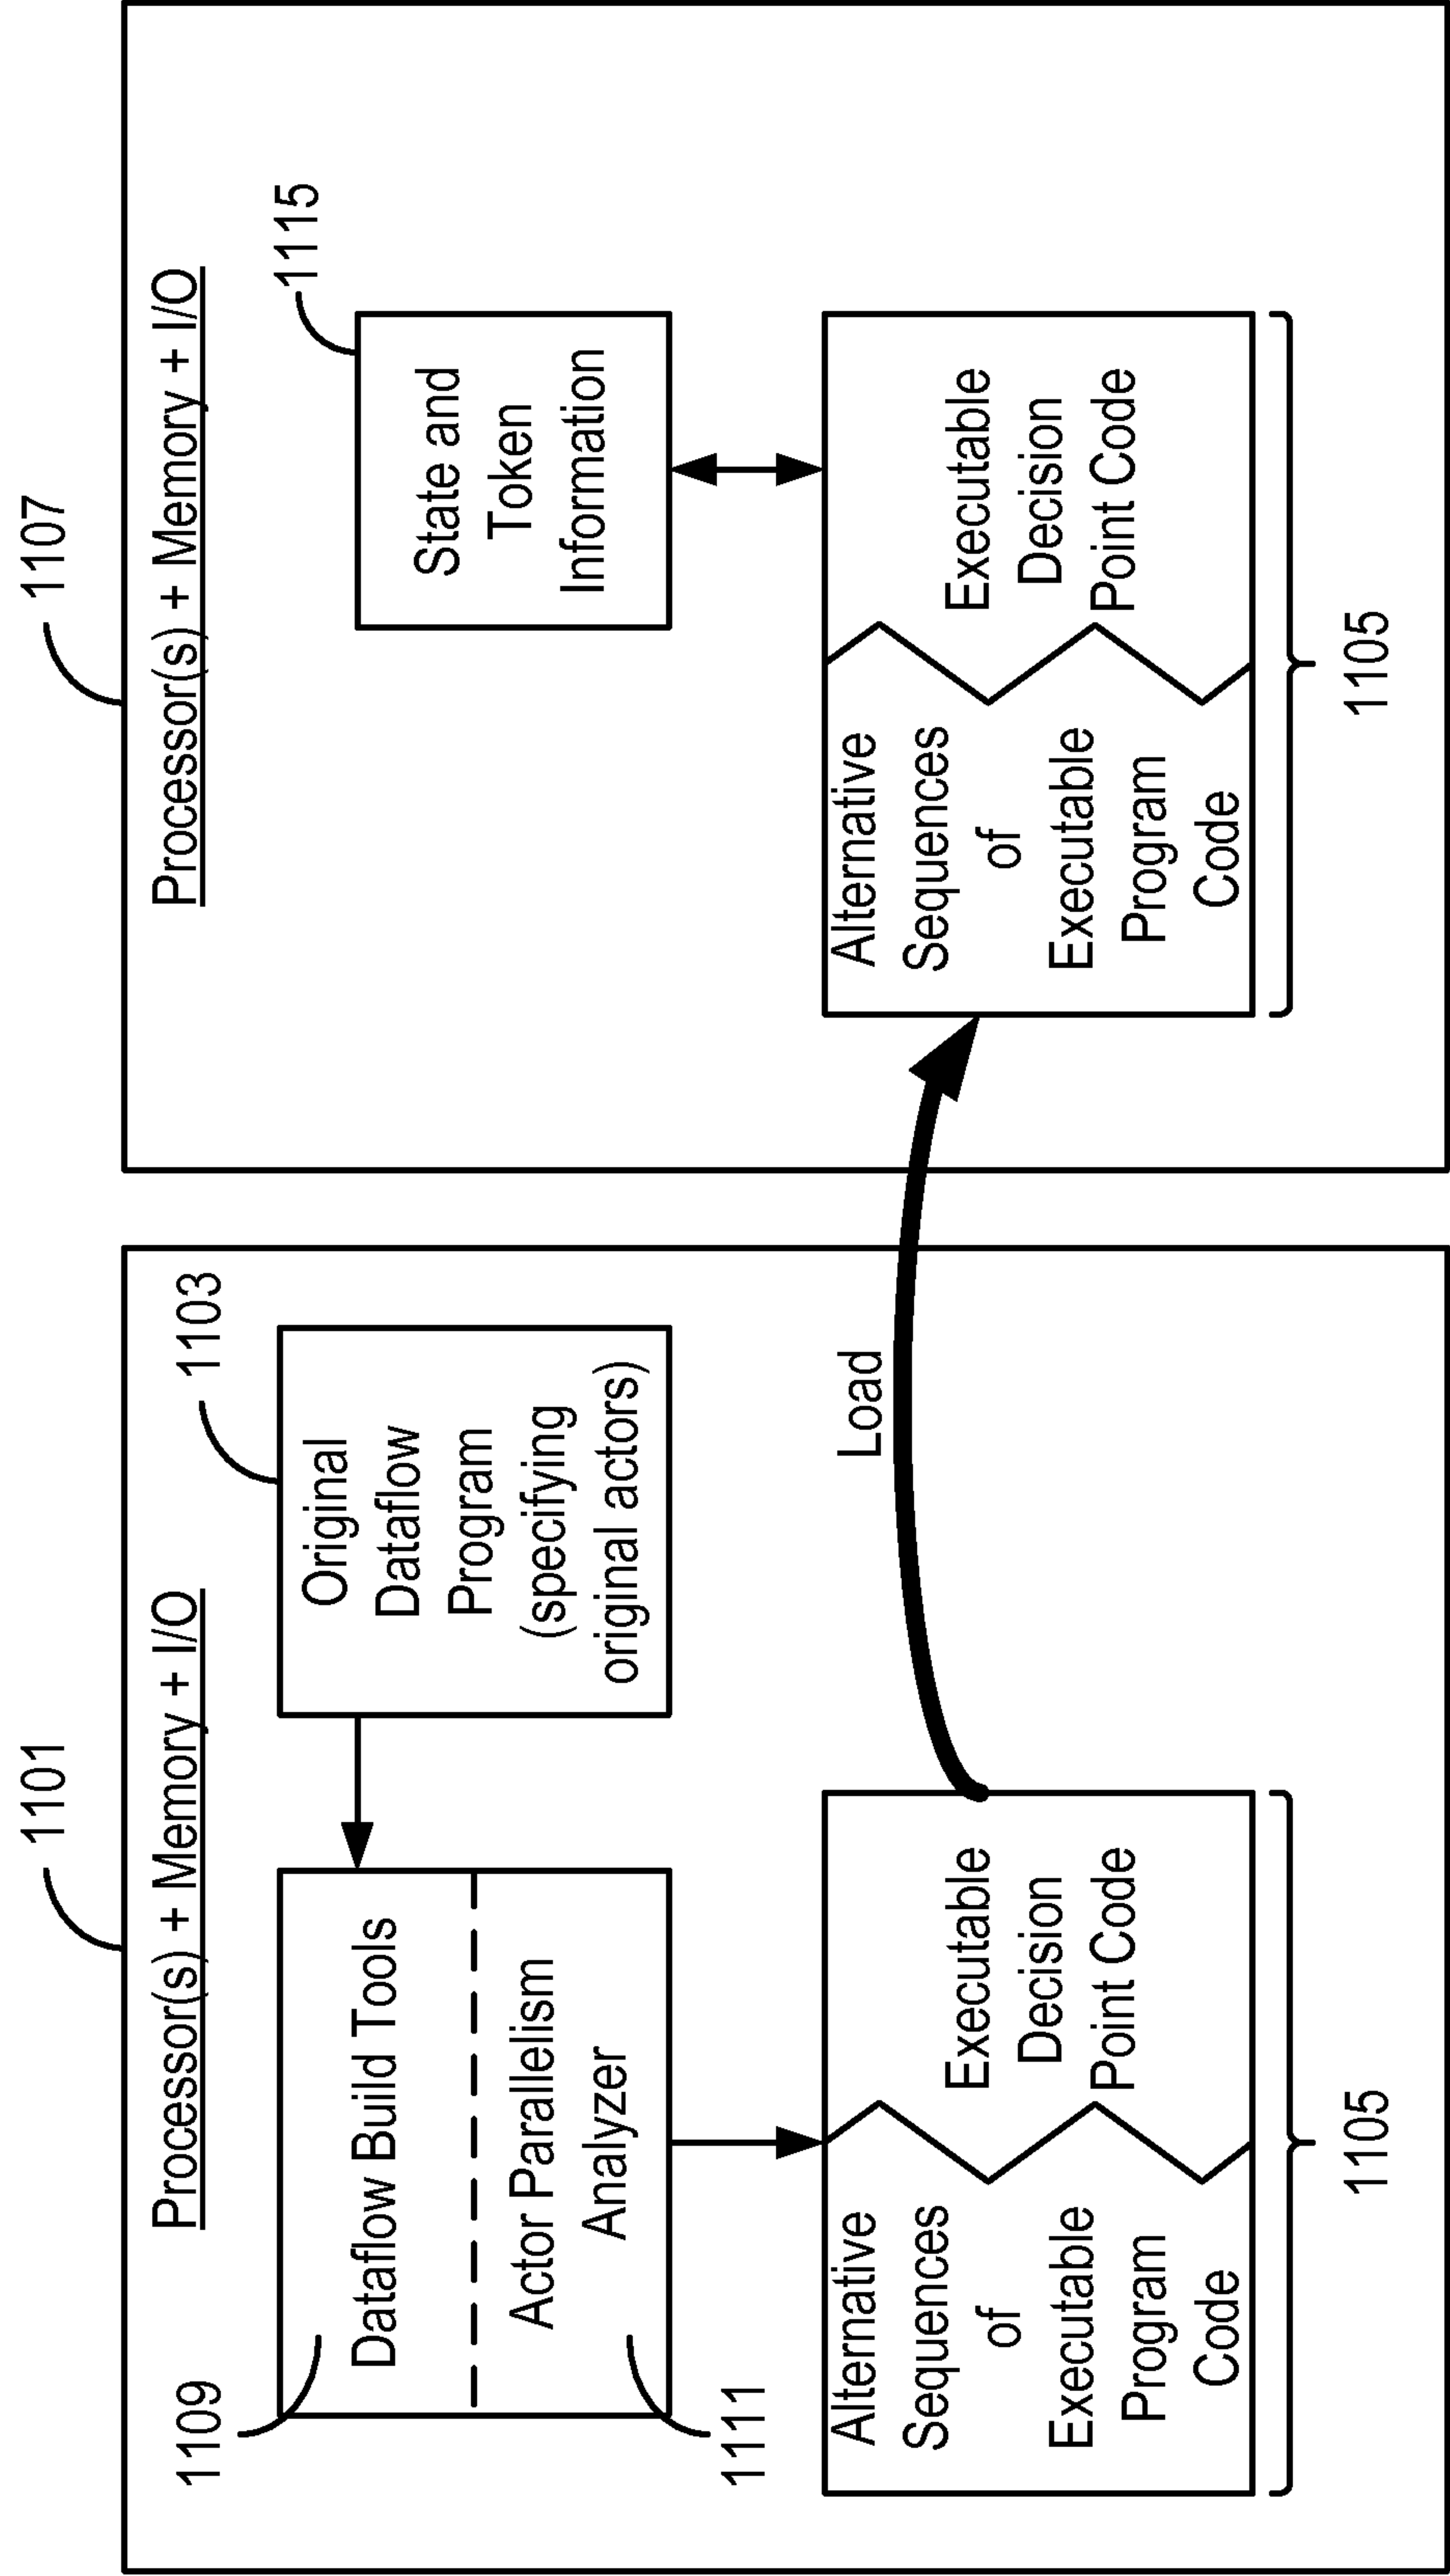 1101
Processor(s) + Memory + I/O
1109
Dataflow Build Tools
Actor Parallelism
Analyzer
1111
1103
Original
Dataflow
Program
(specifying
original actors)
Alternative
Sequences
of
Executable
Program
Code
Executable
Decision
Point Code
1105
Load
1107
Processor(s) + Memory + I/O
1115
State and
Token
Information
Alternative
Sequences
of
Executable
Program
Code
Executable
Decision
Point Code
1105